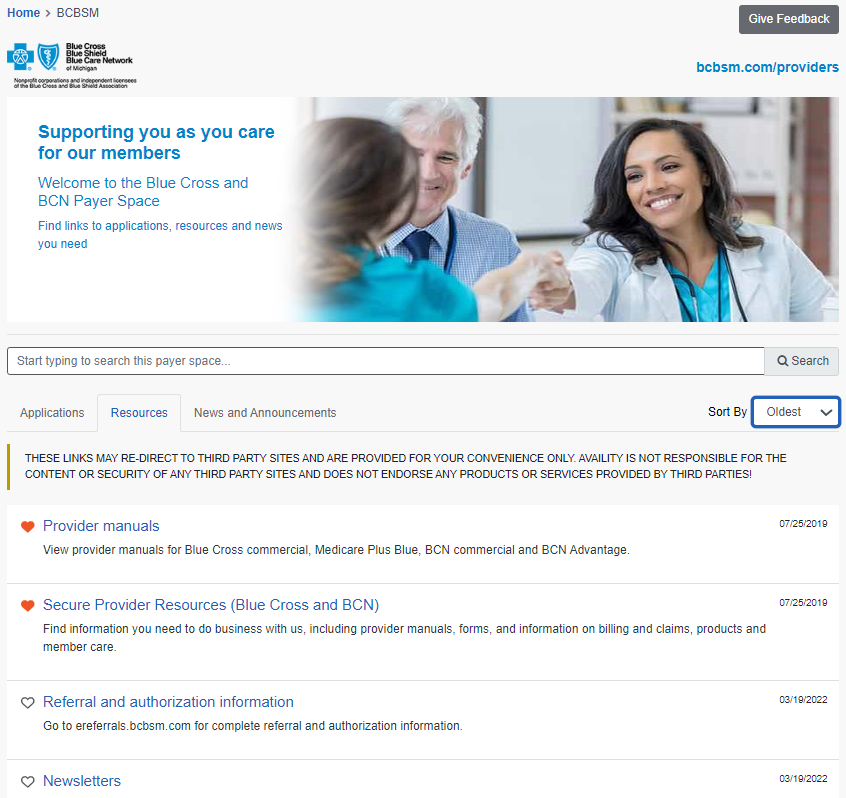 Home > BCBSM
Give Feedback
Blue Cross
Blue Shield
Blue Care Network
of Michigan
Nonprofit corporations and independent licensees
of the Blue Cross and Blue Shield Association
bcbsm.com/providers
Supporting you as you care
for our members
Welcome to the Blue Cross and
BCN Payer Space
Find links to applications, resources and news
you need
Start typing to search this payer space...
Search
Applications
Resources
News and Announcements
Sort By
Oldest
THESE LINKS MAY RE-DIRECT TO THIRD PARTY SITES AND ARE PROVIDED FOR YOUR CONVENIENCE ONLY. AVAILITY IS NOT RESPONSIBLE FOR THE
CONTENT OR SECURITY OF ANY THIRD PARTY SITES AND DOES NOT ENDORSE ANY PRODUCTS OR SERVICES PROVIDED BY THIRD PARTIES!
Provider manuals
07/25/2019
View provider manuals for Blue Cross commercial, Medicare Plus Blue, BCN commercial and BCN Advantage.
Secure Provider Resources (Blue Cross and BCN)
07/25/2019
Find information you need to do business with us, including provider manuals, forms, and information on billing and claims, products and
member care.
Referral and authorization information
03/19/2022
Go to ereferrals.bcbsm.com for complete referral and authorization information.
Newsletters
03/19/2022